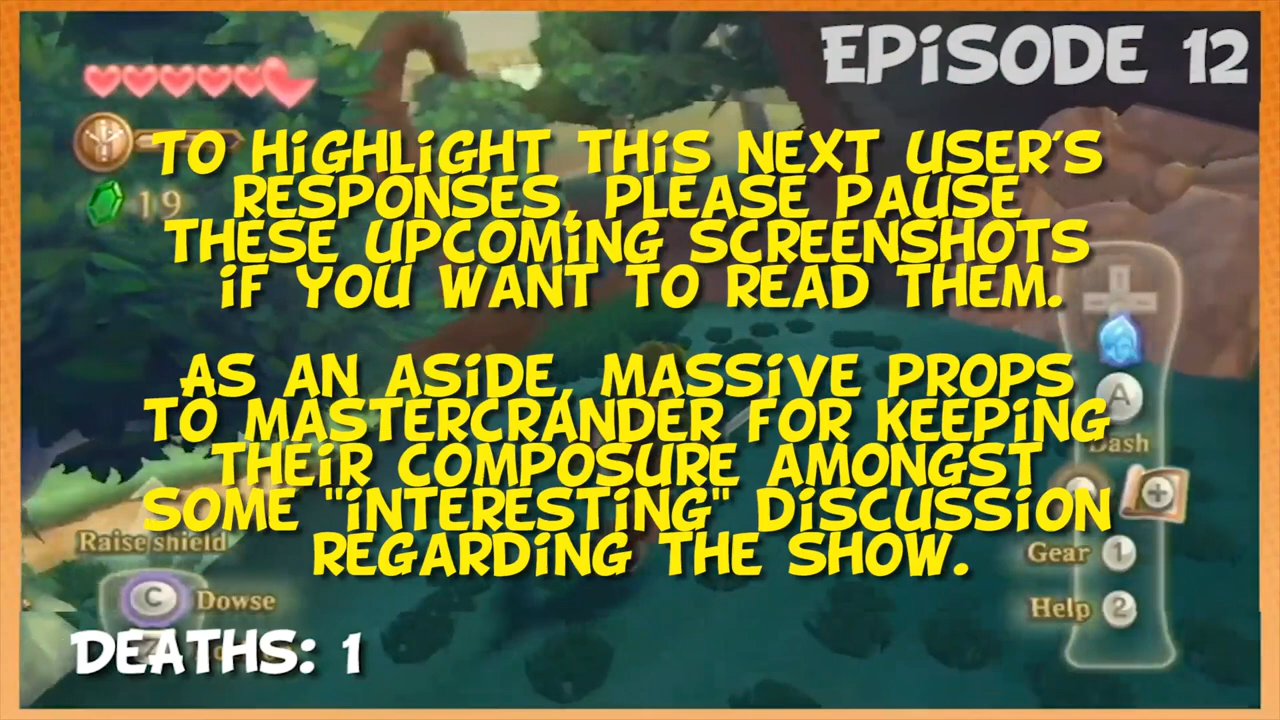 EPISODE 12
19
TO HIGHLIGHT THIS NEXT USER'S
RESPONSES, PLEASE PAUSE
THESE UPCOMING SCREENSHOTS
IF YOU WANT TO READ THEM.
AS AN ASIDE, MASSIVE PROPS
TO MASTERCRANDER FOR KEEPING
THEIR COMPOSURE AMONGST
SOME "INTERESTING" DISCUSSION
REGARDING THE SHOW.
A
Dash
Raise shield
Gear 1
C Dowse
Help 2
DEATHS: 1